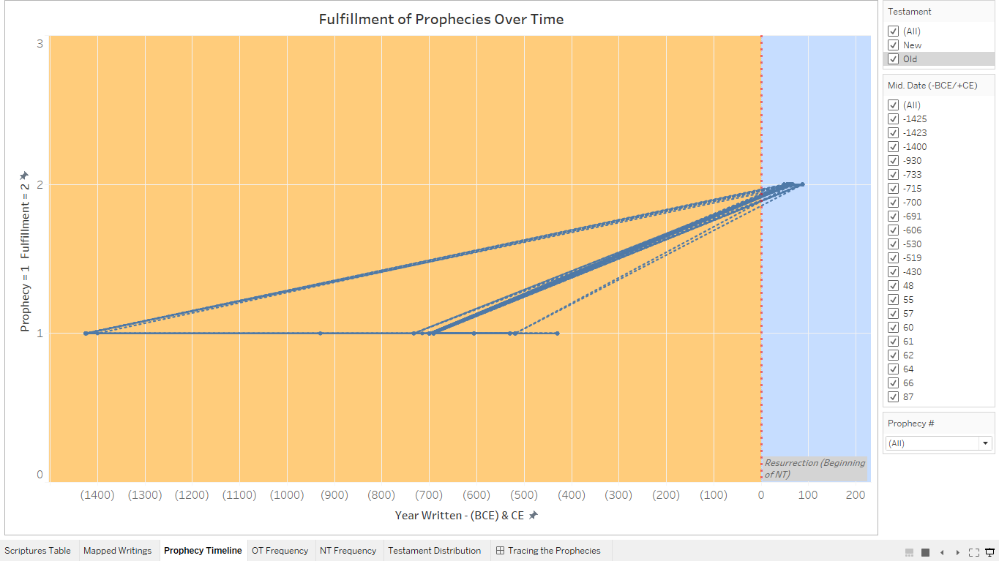 Fulfillment of Prophecies Over Time
Prophecy = 1 Fulfillment = 2
3
2
1
0
Resurrection (Beginning
of NT)
(1400) (1300) (1200) (1100) (1000) (900) (800) (700) (600) (500) (400) (300) (200) (100) 0 100 200
Year Written - (BCE) & CE
Testament
(All)
New
Old
Mid. Date (-BCE/+CE)
(All)
-1425
-1423
-1400
-930
-733
-715
-700
-691
-606
-530
-519
-430
48
55
57
60
61
62
64
66
87
Prophecy #
(All)
Scriptures Table Mapped Writings Prophecy Timeline OT Frequency NT Frequency Testament Distribution Tracing the Prophecies